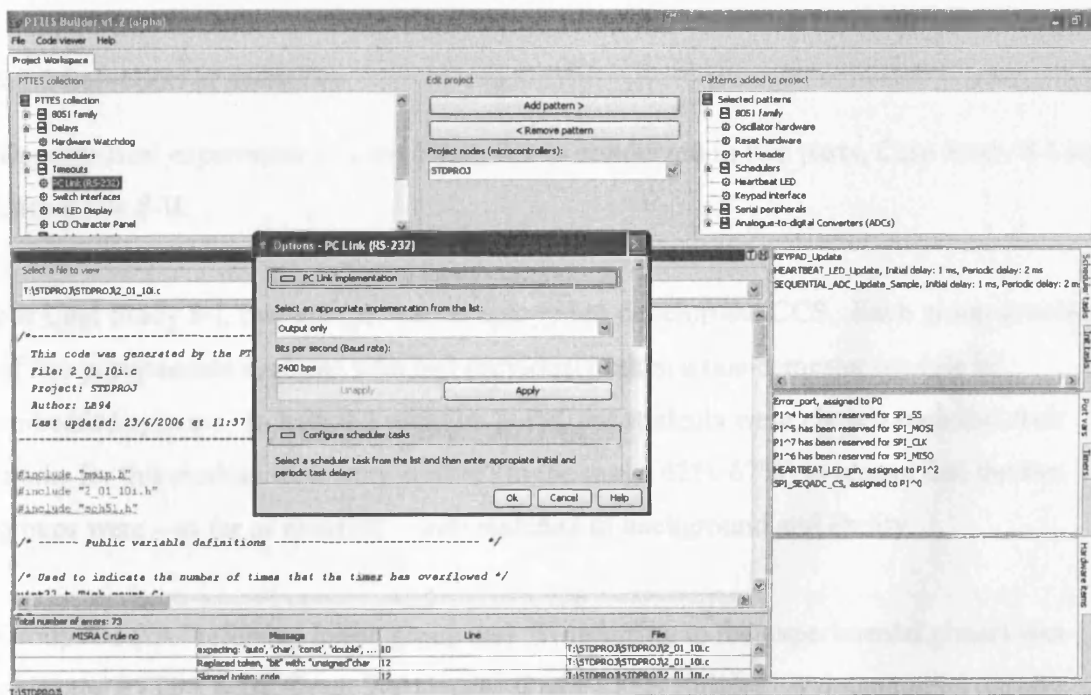 PTTES Builder v1.2 (alpha)
File Code viewer Help
Project Workspace
PTTES collection
PTTES collection
8051 family
Delays
Hardware Watchdog
Schedulers
Timeouts
PC Link (RS-232)
Switch interfaces
MX LED Display
LCD Character Panel
Edit project
Add pattern >
< Remove pattern
Project nodes (microcontrollers):
STDPROJ
Patterns added to project
Selected patterns
8051 family
Oscillator hardware
Reset hardware
Port Header
Schedulers
Heartbeat LED
Keypad interface
Serial peripherals
Analogue-to-digital Converters (ADCs)
Select a file to view
T:\STDPROJ\STDPROJ\2_01_10i.c
/*------------------------
This code was generated by the PT
File: 2_01_10i.c
Project: STDPROJ
Author: LB94
Last updated: 23/6/2006 at 11:37
#include "main.h"
#include "2_01_10i.h"
#include "sch51.h"
/* ------ Public variable definitions ------------------------ */
/* Used to indicate the number of times that the timer has overflowed */
Options - PC Link (RS-232)
PC Link implementation
Select an appropriate implementation from the list:
Output only
Bits per second (Baud rate):
2400 bps
Unapply
Apply
Configure scheduler tasks
Select a scheduler task from the list and then enter appropiate initial and
periodic task delays
Ok
Cancel
Help
KEYPAD_Update
HEARTBEAT_LED_Update, Initial delay: 1 ms, Periodic delay: 2 ms
SEQUENTIAL_ADC_Update_Sample, Initial delay: 1 ms, Periodic delay: 2 m
Error_port, assigned to P0
P1^4 has been reserved for SPI_SS
P1^5 has been reserved for SPI_MOSI
P1^7 has been reserved for SPI_CLK
P1^6 has been reserved for SPI_MISO
HEARTBEAT_LED_pin, assigned to P1^2
SPI_SEQADC_CS, assigned to P1^0
Port vars
Timers
Hardware items
Total number of errors: 73
MISRA C rule no Message Line File
expecting: 'auto', 'char', 'const', 'double', ... 10 T:\STDPROJ\STDPROJ\2_01_10i.c
Replaced token, "bit" with: "unsigned"char 12 T:\STDPROJ\STDPROJ\2_01_10i.c
Skipped token: code 12 T:\STDPROJ\STDPROJ\2_01_10i.c
T:\STDPROJ\